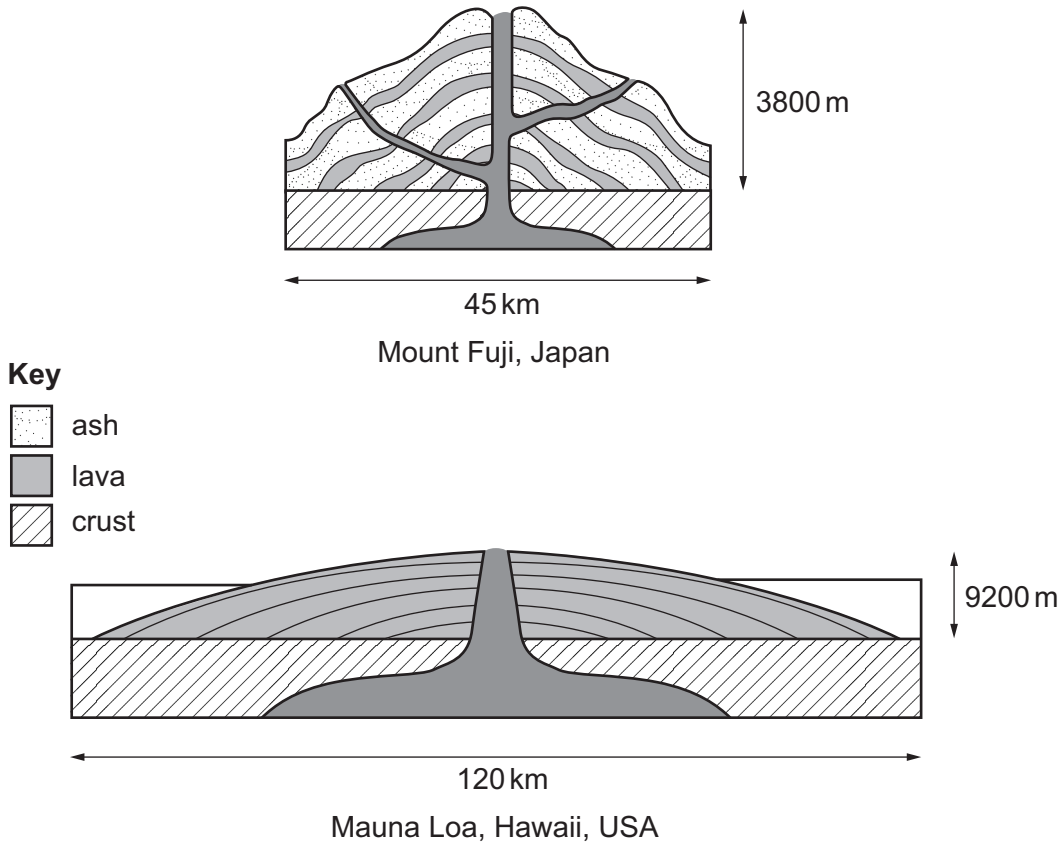 3800 m
45 km
Mount Fuji, Japan
Key
ash
lava
crust
9200 m
120 km
Mauna Loa, Hawaii, USA